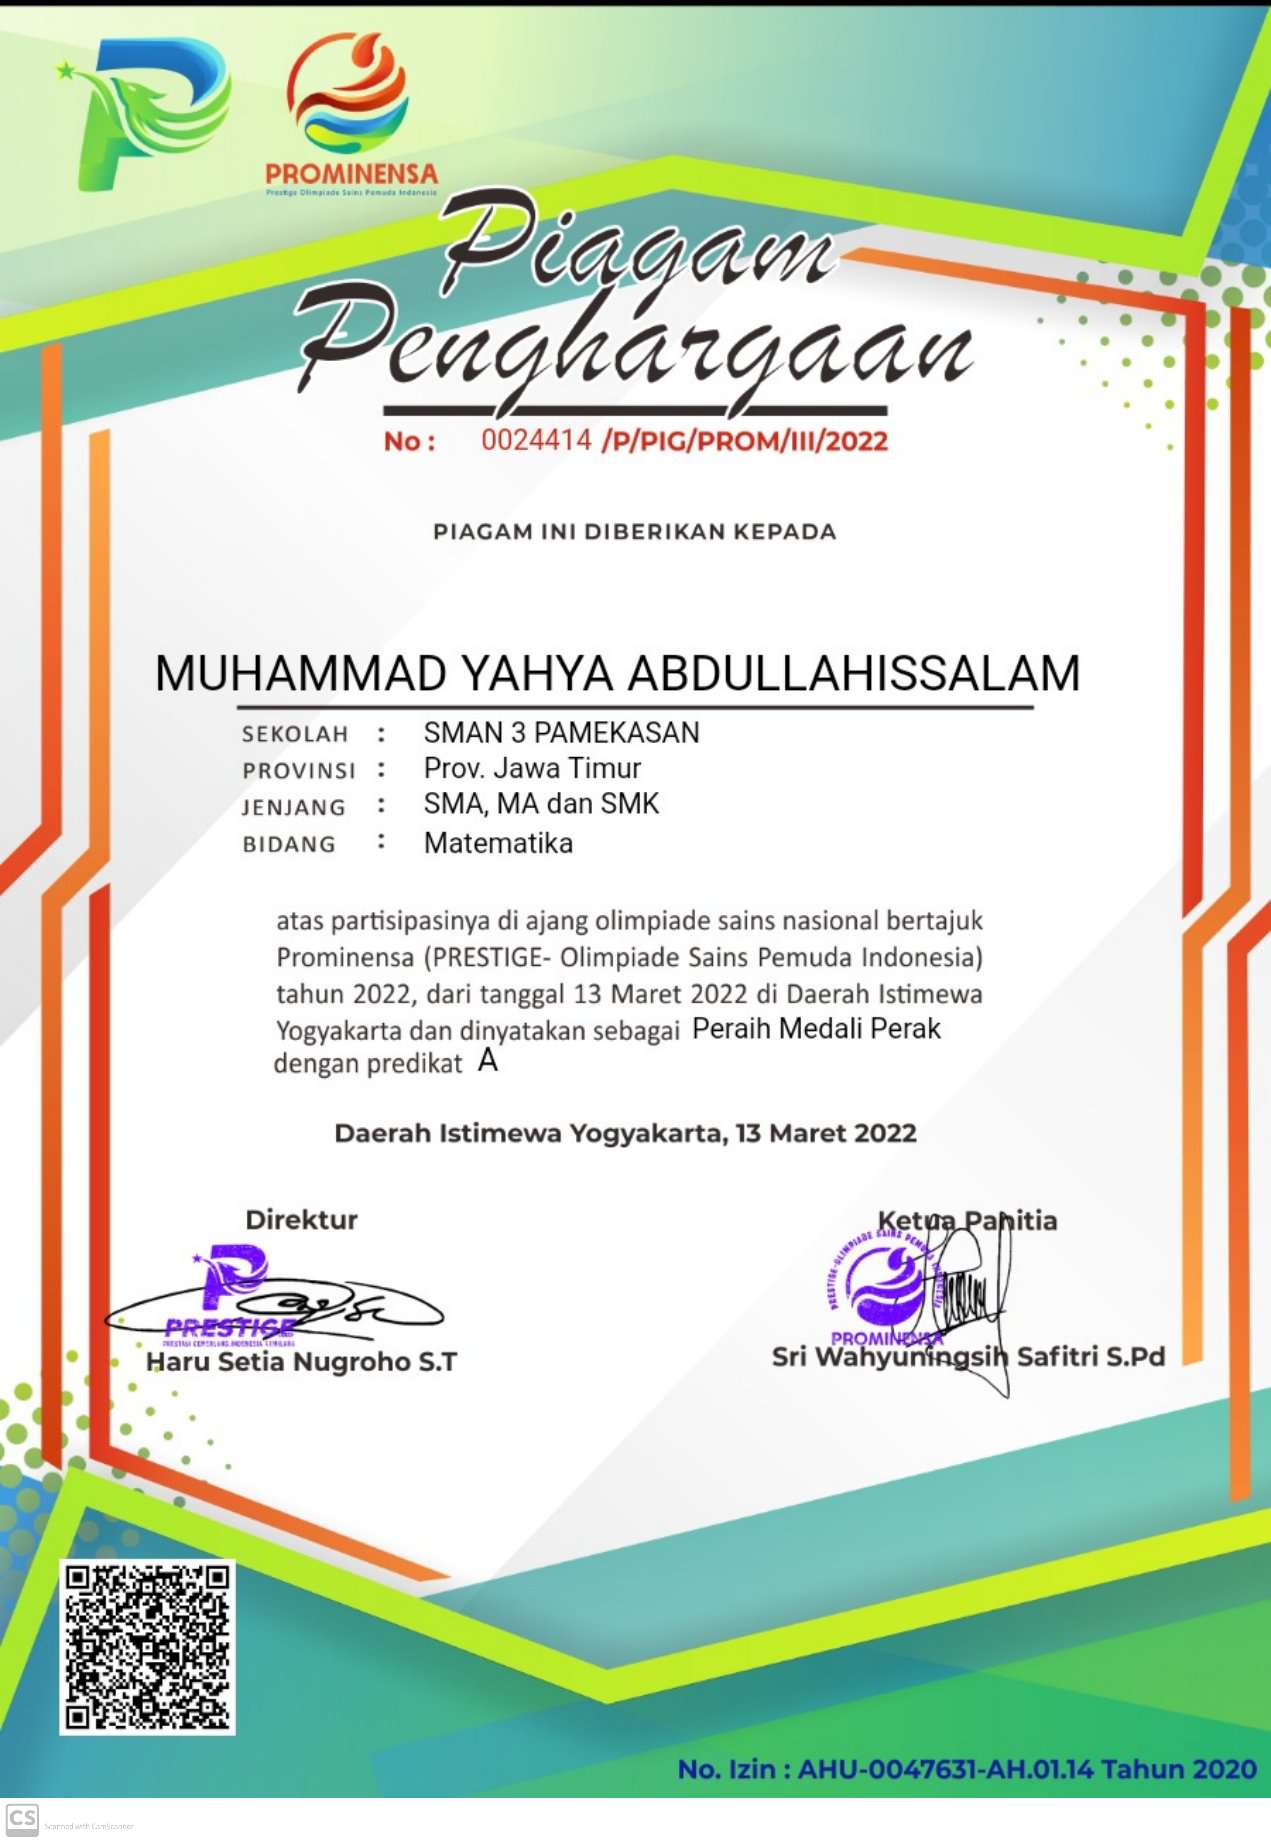 PROMINENSA
Prestige Olimpiade Sains Pemuda Indonesia
Piagam
Penghargaan
No : 0024414 /P/PIG/PROM/III/2022
PIAGAM INI DIBERIKAN KEPADA
MUHAMMAD YAHYA ABDULLAHISSALAM
SEKOLAH : SMAN 3 PAMEKASAN
PROVINSI : Prov. Jawa Timur
JENJANG : SMA, MA dan SMK
BIDANG : Matematika
atas partisipasinya di ajang olimpiade sains nasional bertajuk
Prominensa (PRESTIGE- Olimpiade Sains Pemuda Indonesia)
tahun 2022, dari tanggal 13 Maret 2022 di Daerah Istimewa
Yogyakarta dan dinyatakan sebagai Peraih Medali Perak
dengan predikat A
Daerah Istimewa Yogyakarta, 13 Maret 2022
Direktur
Ketua Panitia
PRESTIGE-OLIMPIADE SAINS PEMUDA INDONESIA
PRESTIGE
PROMINENSA
Haru Setia Nugroho S.T
Sri Wahyuningsih Safitri S.Pd
No. Izin : AHU-0047631-AH.01.14 Tahun 2020
CS Scanned with CamScanner